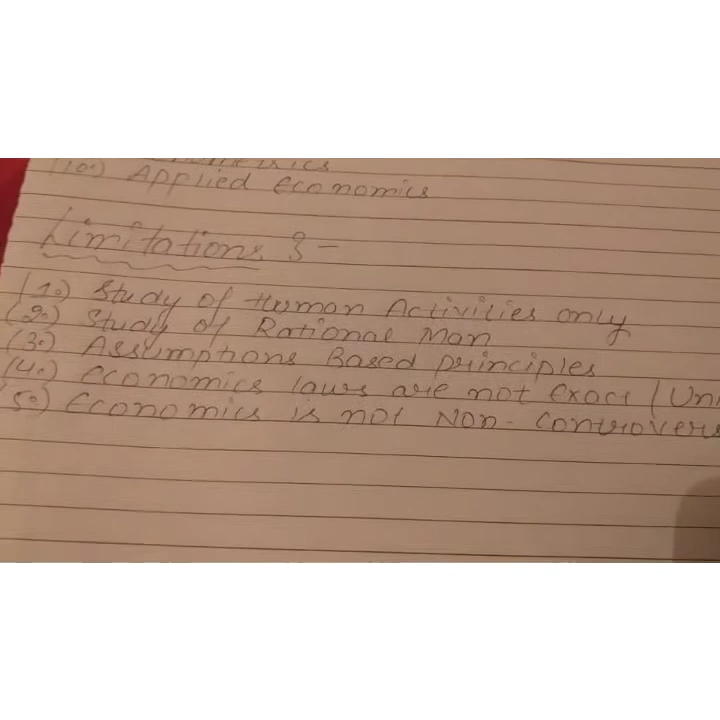 (10.) Applied Economics
Limitations :-
(1.) Study of Human Activities only
(2.) Study of Rational Man
(3.) Assumptions Based principles
(4.) Economics laws are not Exact
(5.) Economics is not Non-